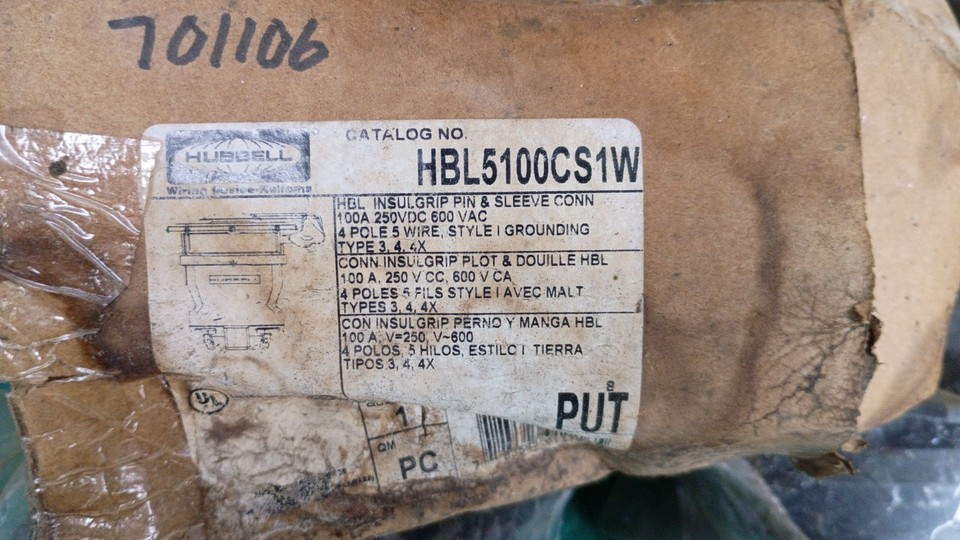 701106
HUBBELL
CATALOG NO.
HBL5100CS1W
HBL INSULGRIP PIN & SLEEVE CONN
100A 250VDC 600 VAC
4 POLE 5 WIRE, STYLE I GROUNDING
TYPE 3, 4, 4X
CONN INSULGRIP PLOT & DOUILLE HBL
100 A, 250 V CC, 600 V CA
4 POLES 5 FILS STYLE I AVEC MALT
TYPES 3, 4, 4X
CON INSULGRIP PERNO Y MANGA HBL
100 A, V=250, V~600
4 POLOS, 5 HILOS, ESTILO I TIERRA
TIPOS 3, 4, 4X
PUT
UL
1
QM
PC